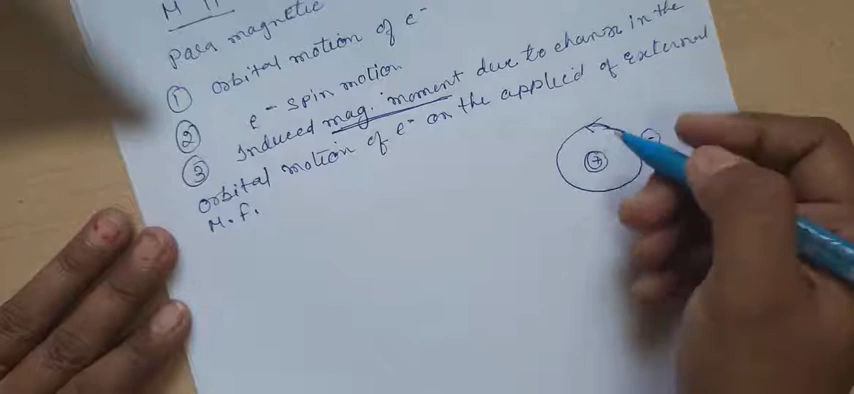 Para magnetic
① orbital motion of e-
② e- spin motion
③ Induced mag. moment due to change in the
orbital motion of e- on the applied of external
M.f.
+
-